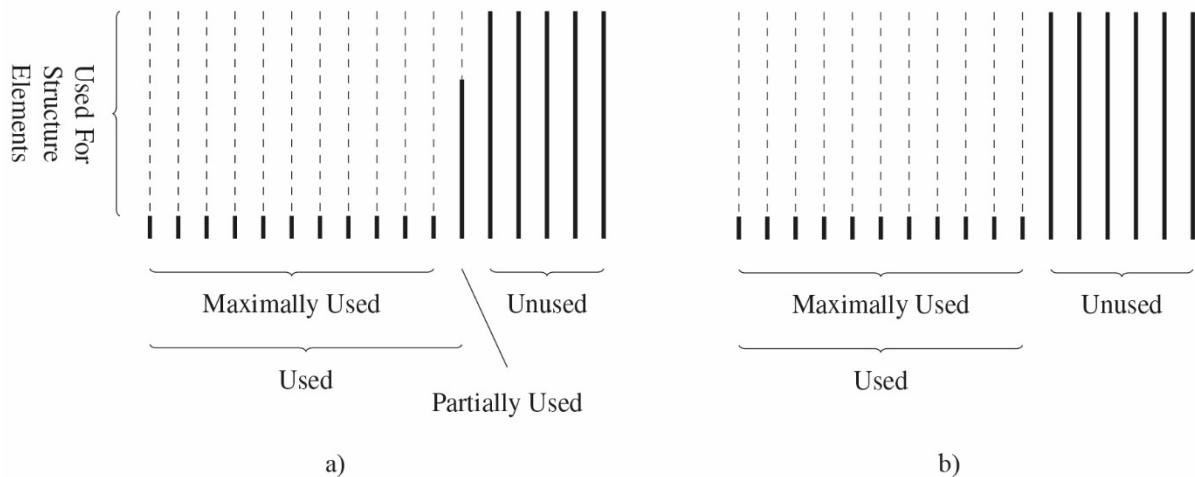 Used For
Structure
Elements
Maximally Used
Unused
Used
Partially Used
a)
Maximally Used
Unused
Used
b)